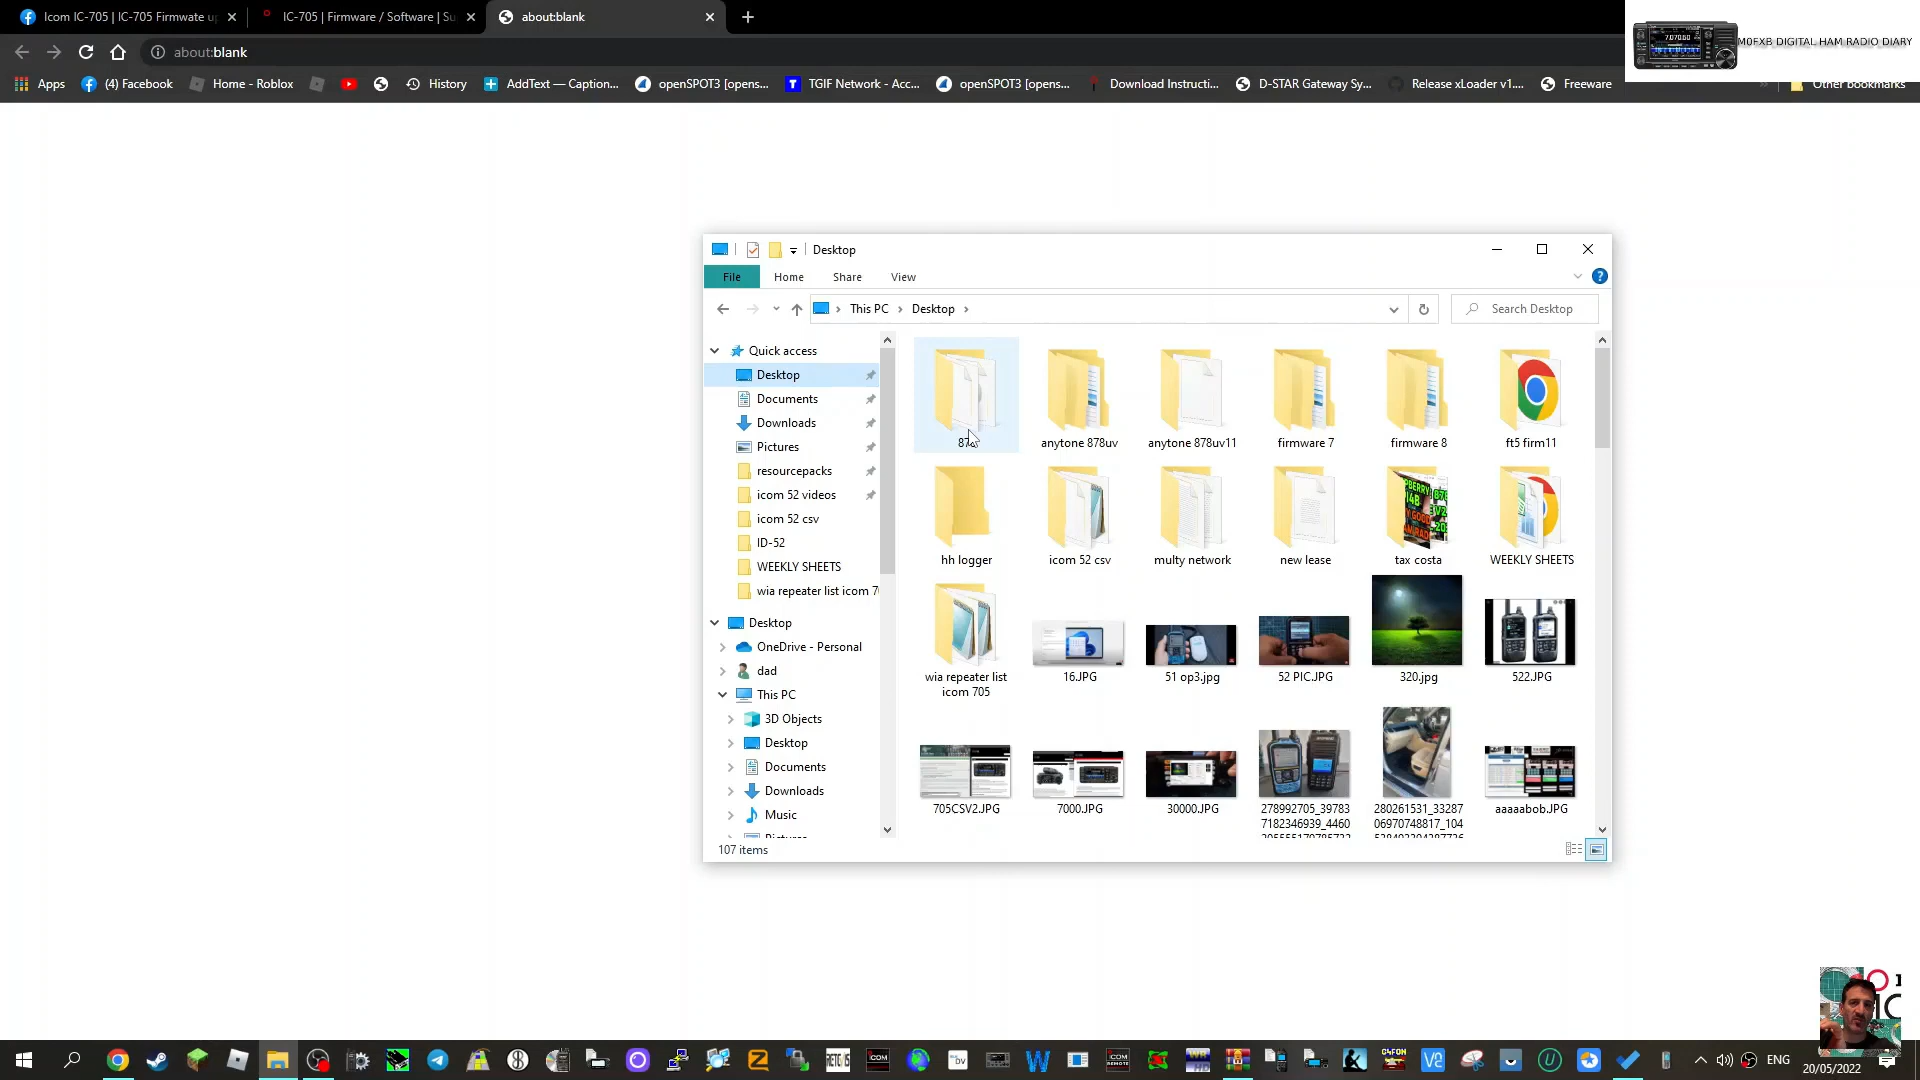 Icom IC-705 | IC-705 Firmwate u
IC-705 | Firmware / Software | Su
about:blank
about:blank
M0FXB DIGITAL HAM RADIO DIARY
Apps
(4) Facebook
Home - Roblox
History
AddText — Caption...
openSPOT3 [opens...
TGIF Network - Acc...
openSPOT3 [opens...
Download Instructi...
D-STAR Gateway Sy...
Release xLoader v1....
Freeware
Other bookmarks
Desktop
File
Home
Share
View
This PC
Desktop
Search Desktop
Quick access
Desktop
Documents
Downloads
Pictures
resourcepacks
icom 52 videos
icom 52 csv
ID-52
WEEKLY SHEETS
wia repeater list icom 7
Desktop
OneDrive - Personal
dad
This PC
3D Objects
Desktop
Documents
Downloads
Music
Pictures
anytone 878uv
anytone 878uv11
firmware 7
firmware 8
ft5 firm11
hh logger
icom 52 csv
multy network
new lease
tax costa
WEEKLY SHEETS
wia repeater list
icom 705
16.JPG
51 op3.jpg
52 PIC.JPG
320.jpg
522.JPG
705CSV2.JPG
7000.JPG
30000.JPG
278992705_39783
7182346939_4460
280261531_33287
06970748817_104
aaaaabob.JPG
107 items
ENG
20/05/2022